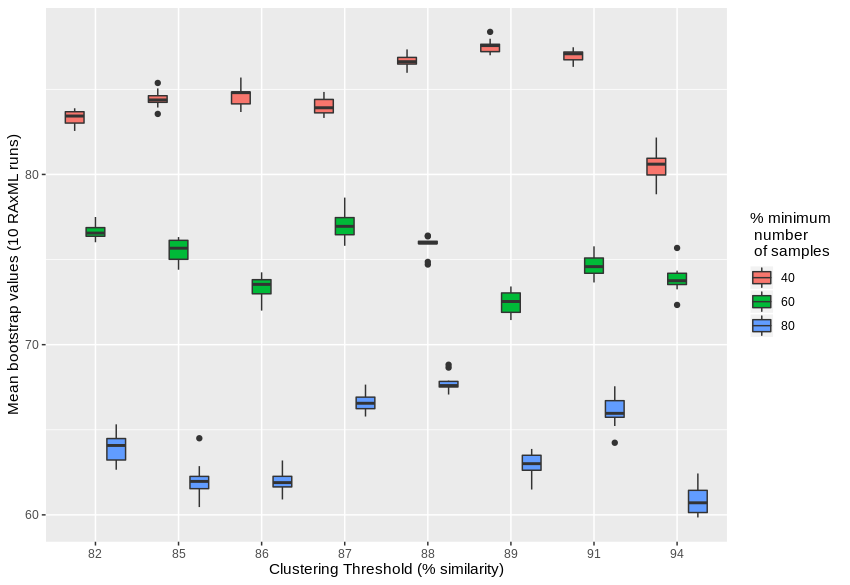 Mean bootstrap values (10 RAxML runs)
80
70
60
82 85 86 87 88 89 91 94
Clustering Threshold (% similarity)
% minimum
number
of samples
40
60
80